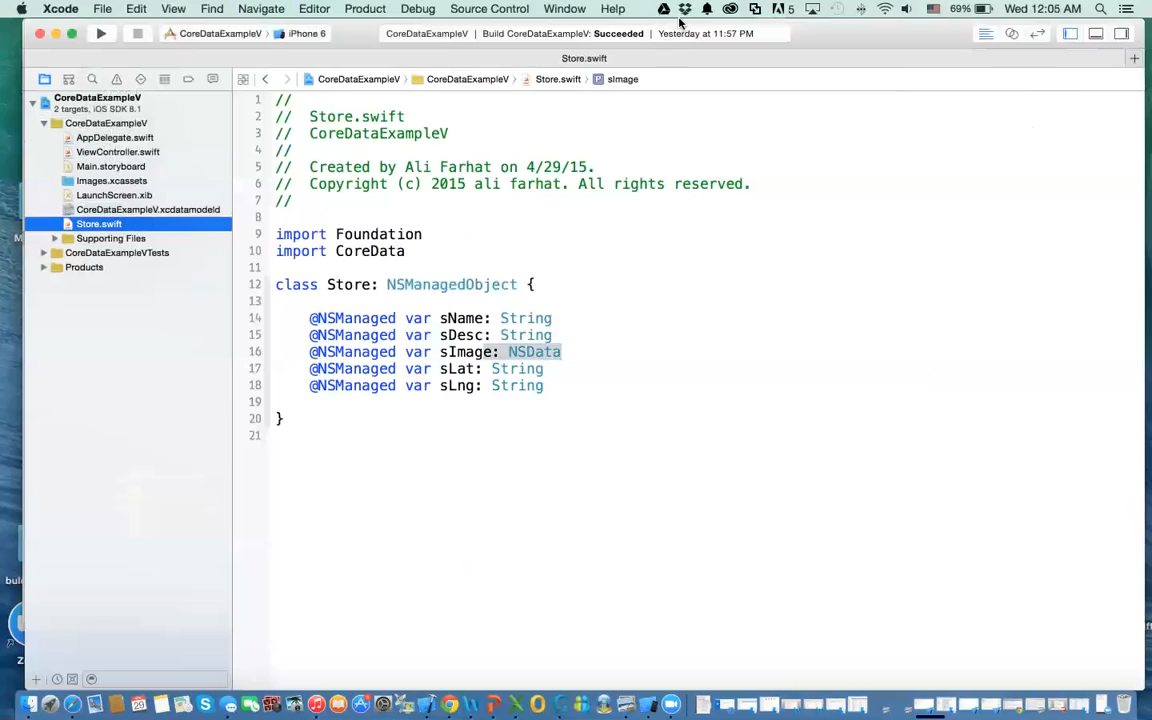 Xcode File Edit View Find Navigate Editor Product Debug Source Control Window Help 5 69% Wed 12:05 AM
CoreDataExampleV iPhone 6 CoreDataExampleV | Build CoreDataExampleV: Succeeded | Yesterday at 11:57 PM
Store.swift
CoreDataExampleV CoreDataExampleV Store.swift P sImage
CoreDataExampleV
2 targets, iOS SDK 8.1
CoreDataExampleV
AppDelegate.swift
ViewController.swift
Main.storyboard
Images.xcassets
LaunchScreen.xib
CoreDataExampleV.xcdatamodeld
Store.swift
Supporting Files
CoreDataExampleVTests
Products
1 //
2 // Store.swift
3 // CoreDataExampleV
4 //
5 // Created by Ali Farhat on 4/29/15.
6 // Copyright (c) 2015 ali farhat. All rights reserved.
7 //
8
9 import Foundation
10 import CoreData
11
12 class Store: NSManagedObject {
13
14 @NSManaged var sName: String
15 @NSManaged var sDesc: String
16 @NSManaged var sImage: NSData
17 @NSManaged var sLat: String
18 @NSManaged var sLng: String
19
20 }
21